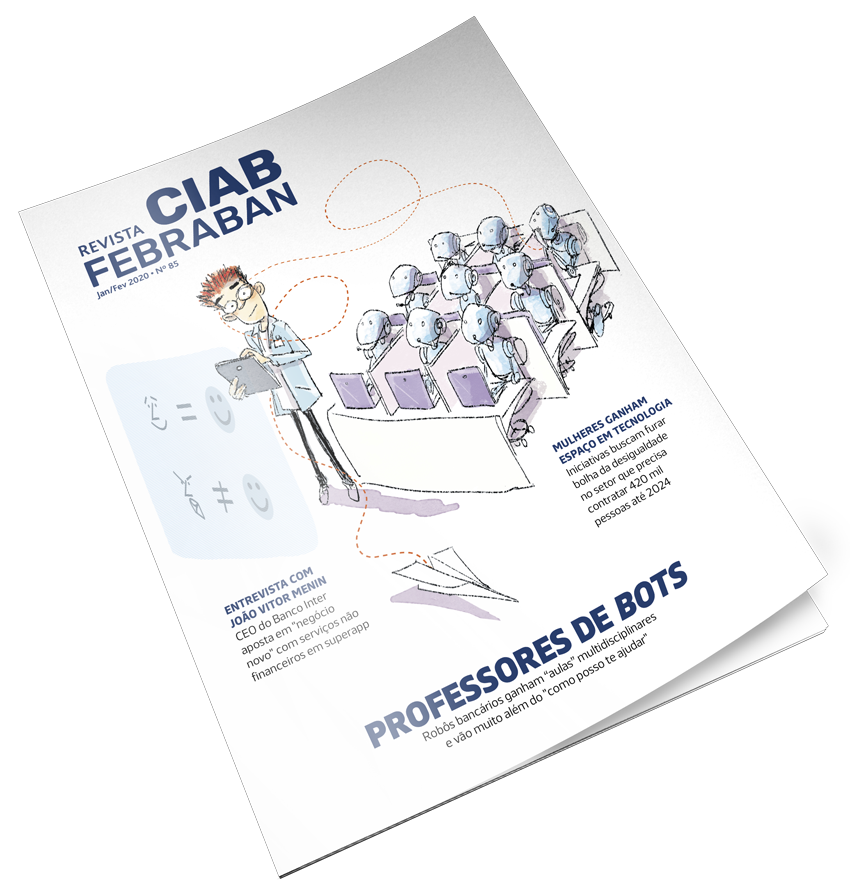 REVISTA CIAB
FEBRABAN
Jan/Fev 2020 • Nº 85
MULHERES GANHAM
ESPAÇO EM TECNOLOGIA
Iniciativas buscam furar
bolha da desigualdade
no setor que precisa
contratar 420 mil
pessoas até 2024
ENTREVISTA COM
JOÃO VITOR MENIN
CEO do Banco Inter
aposta em "negócio
novo" com serviços não
financeiros em superapp
PROFESSORES DE BOTS
Robôs bancários ganham "aulas" multidisciplinares
e vão muito além do "como posso te ajudar"